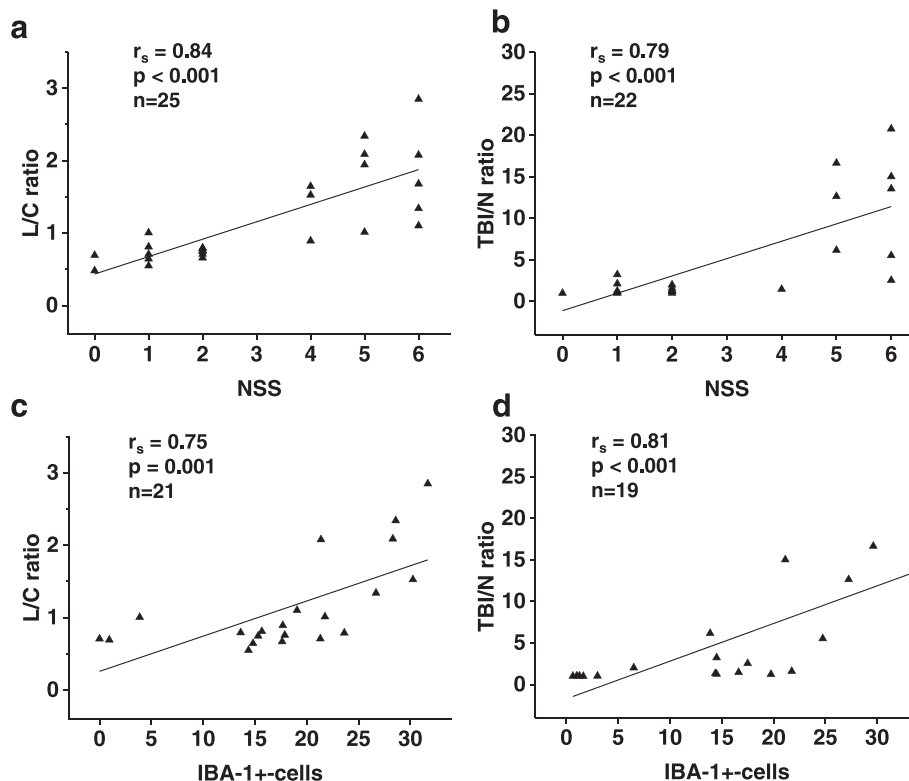 a
r_s = 0.84
p < 0.001
n=25
L/C ratio
3
2
1
0
0 1 2 3 4 5 6
NSS
b
r_s = 0.79
p < 0.001
n=22
TBI/N ratio
30
25
20
15
10
5
0
0 1 2 3 4 5 6
NSS
c
r_s = 0.75
p = 0.001
n=21
L/C ratio
3
2
1
0
0 5 10 15 20 25 30
IBA-1+-cells
d
r_s = 0.81
p < 0.001
n=19
TBI/N ratio
30
25
20
15
10
5
0
0 5 10 15 20 25 30
IBA-1+-cells